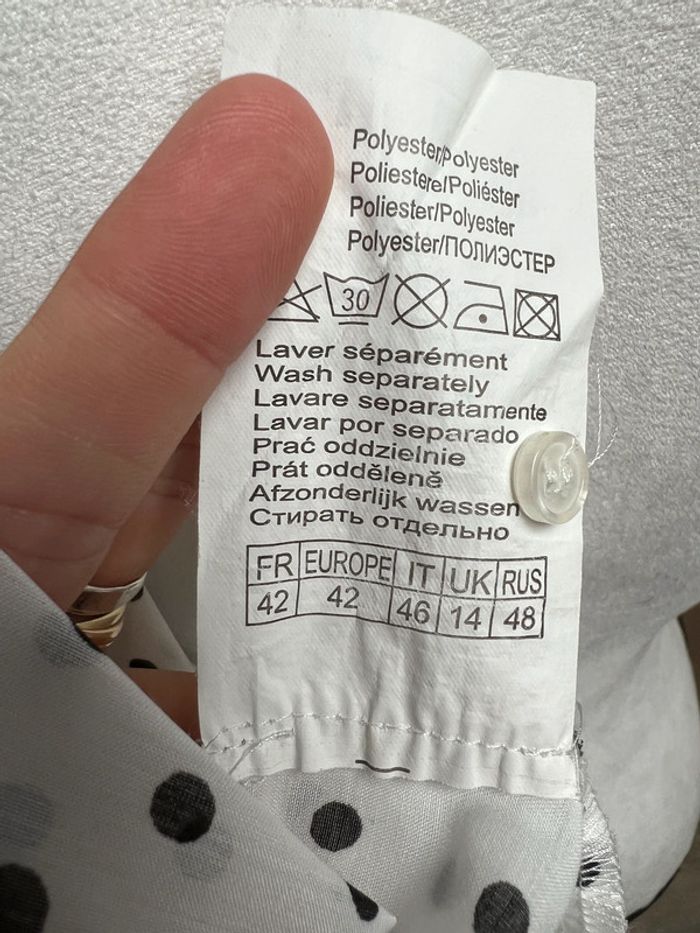 Polyester/Polyester
Poliestere/Poliéster
Poliester/Polyester
Polyester/ПОЛИЭСТЕР
30
Laver séparément
Wash separately
Lavare separatamente
Lavar por separado
Prać oddzielnie
Prát odděleně
Afzonderlijk wassen
Стирать отдельно
FR EUROPE IT UK RUS
42 42 46 14 48